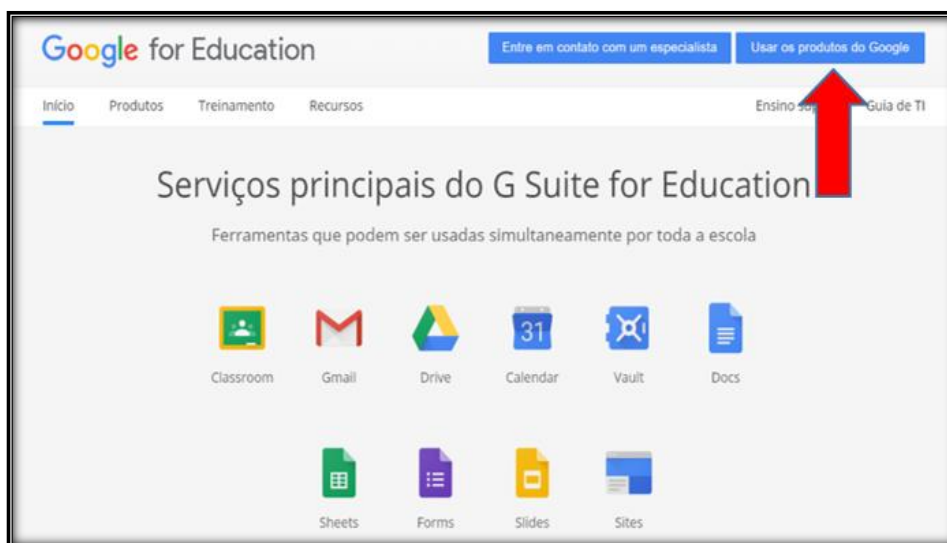 Google for Education
Entre em contato com um especialista
Usar os produtos do Google
Início Produtos Treinamento Recursos
Ensino Guia de TI
Serviços principais do G Suite for Education
Ferramentas que podem ser usadas simultaneamente por toda a escola
31
Classroom Gmail Drive Calendar Vault Docs
Sheets Forms Slides Sites